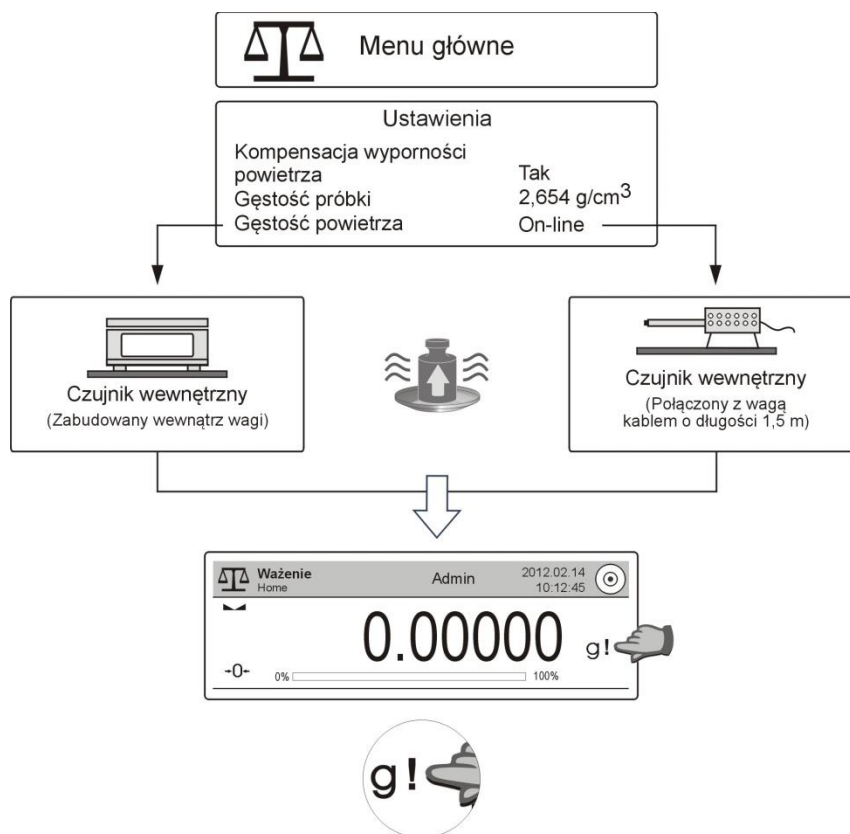 Menu główne
Ustawienia
Kompensacja wyporności
powietrza Tak
Gęstość próbki 2,654 g/cm3
Gęstość powietrza On-line
Czujnik wewnętrzny
(Zabudowany wewnątrz wagi)
Czujnik wewnętrzny
(Połączony z wagą
kablem o długości 1,5 m)
Ważenie Admin 2012.02.14
Home 10:12:45
0.00000 g!
→0←
0% 100%
g!